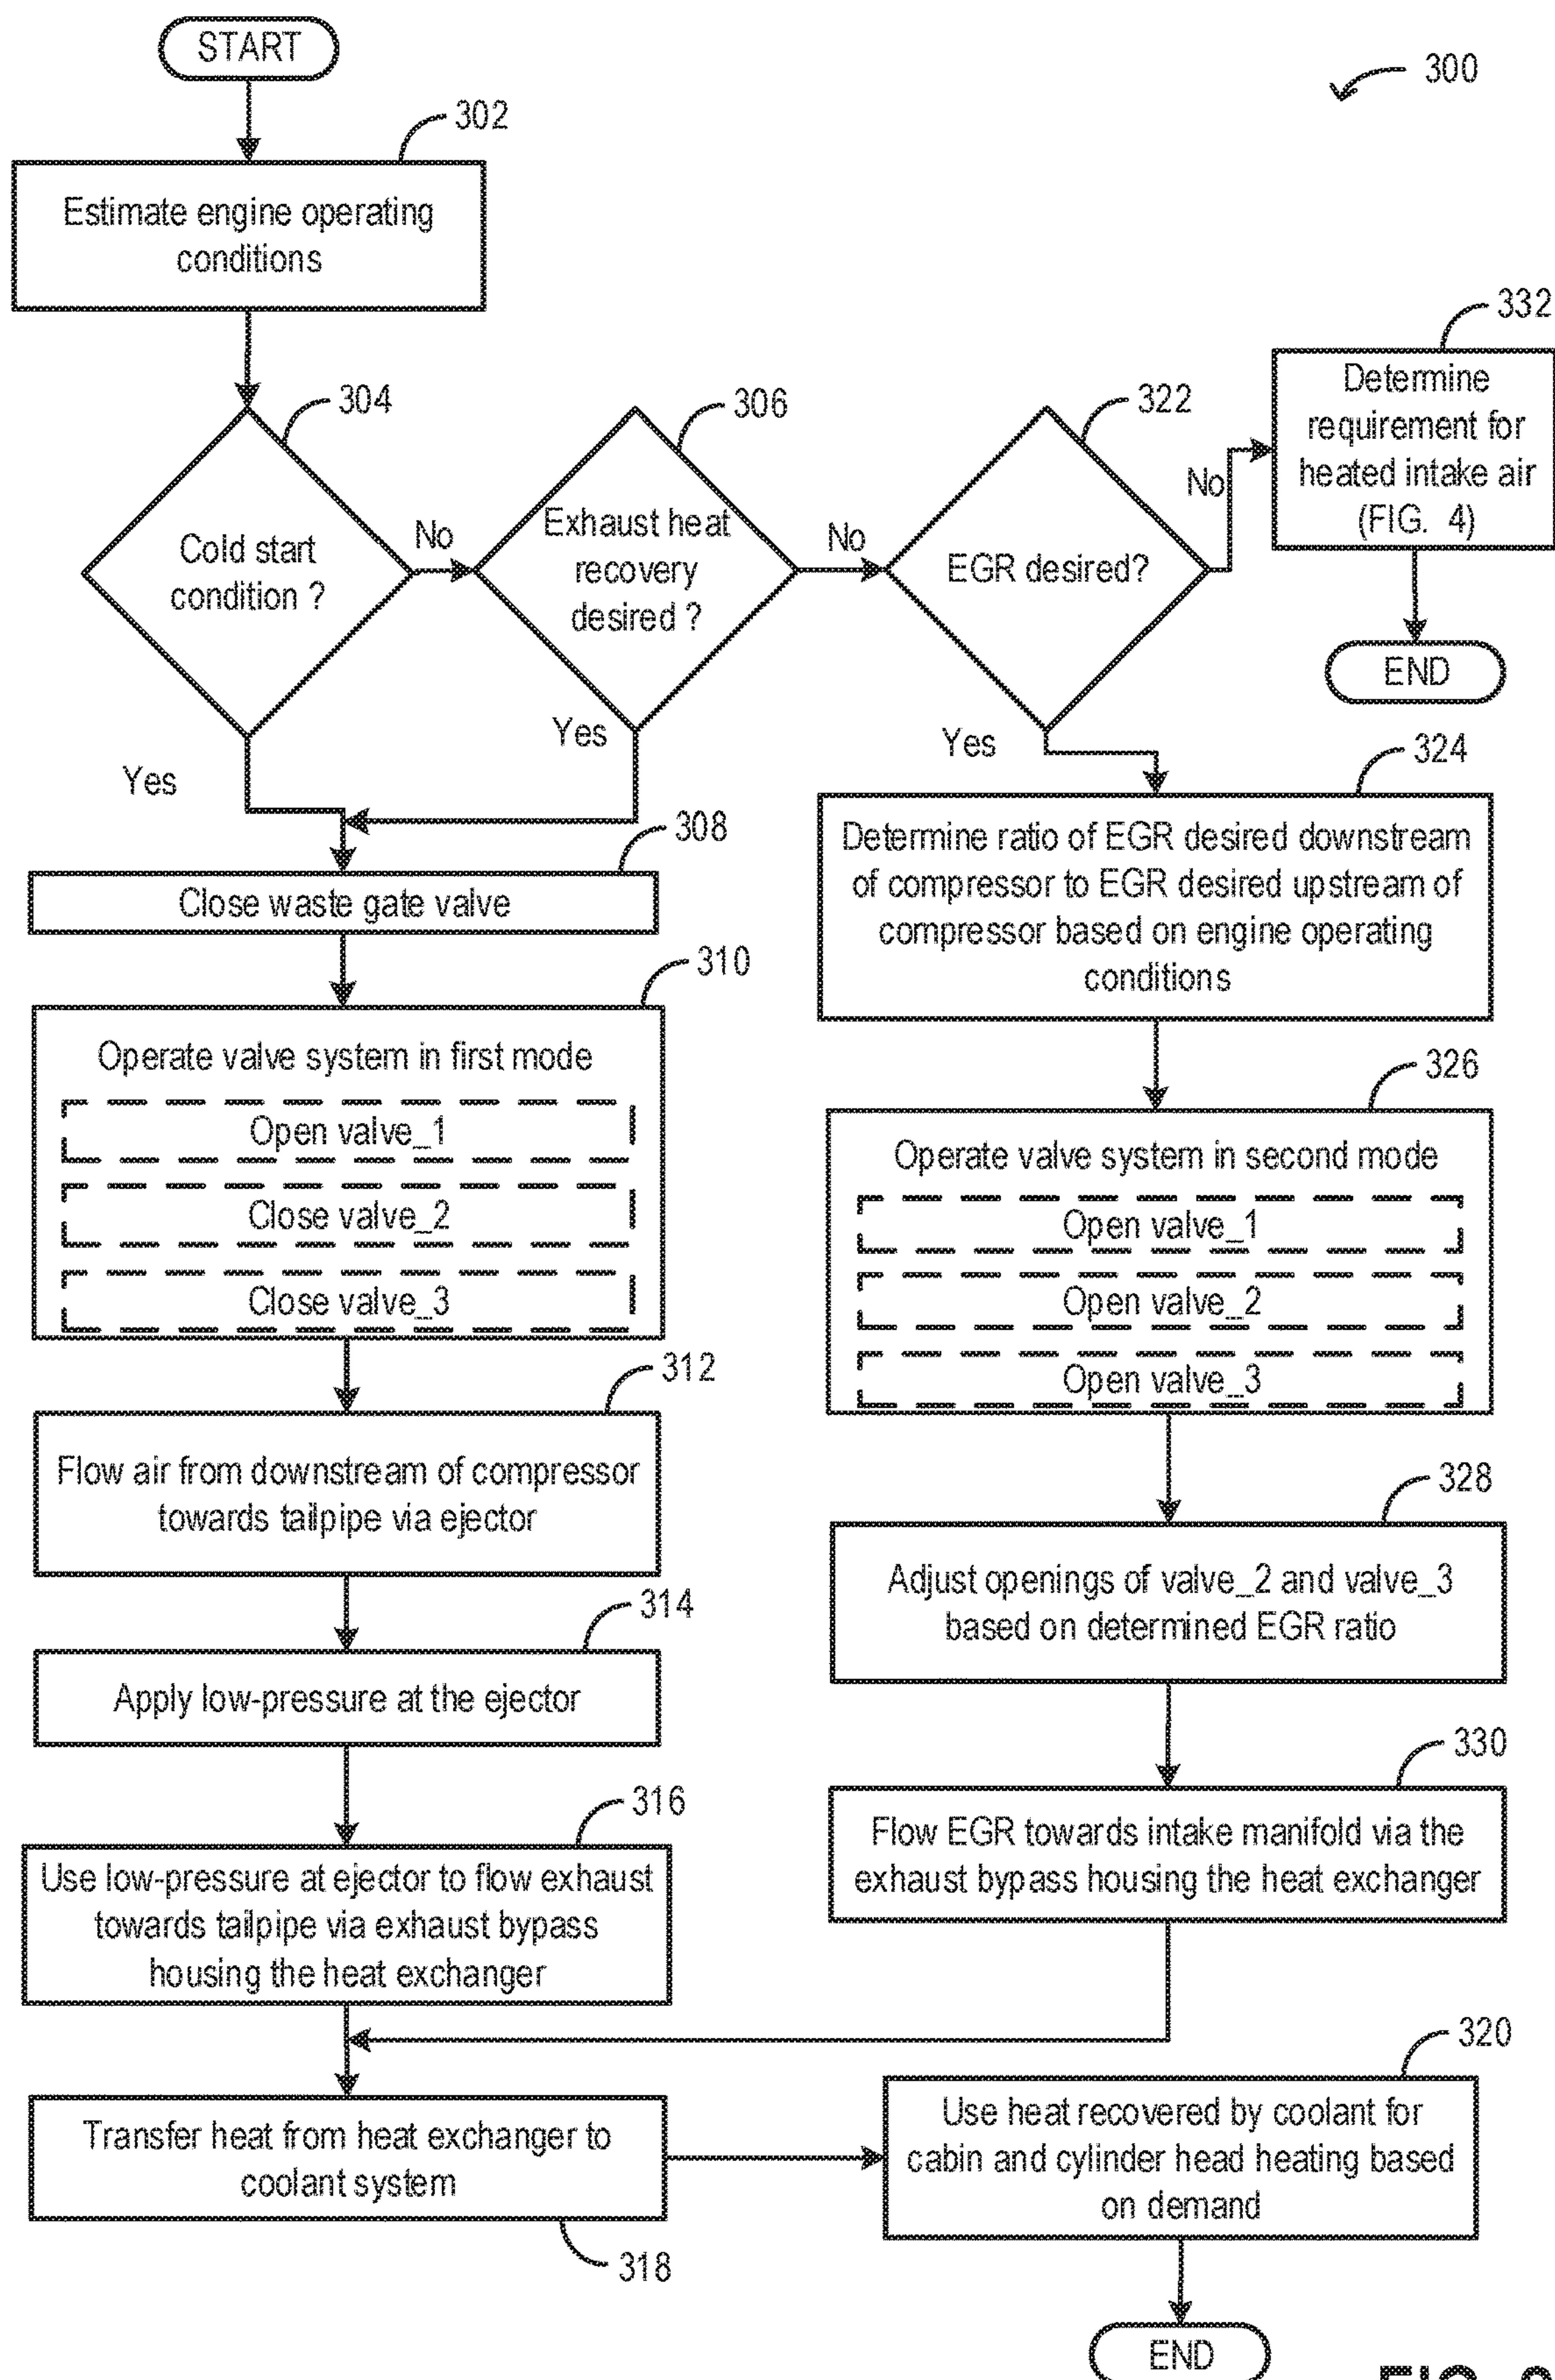 START
300
302
Estimate engine operating
conditions
332
Determine
requirement for
heated intake air
(FIG. 4)
END
304
Cold start
condition ?
No
306
Exhaust heat
recovery
desired ?
No
322
EGR desired?
No
Yes
Yes
Yes
308
Close waste gate valve
324
Determine ratio of EGR desired downstream
of compressor to EGR desired upstream of
compressor based on engine operating
conditions
310
Operate valve system in first mode
Open valve_1
Close valve_2
Close valve_3
326
Operate valve system in second mode
Open valve_1
Open valve_2
Open valve_3
312
Flow air from downstream of compressor
towards tailpipe via ejector
328
Adjust openings of valve_2 and valve_3
based on determined EGR ratio
314
Apply low-pressure at the ejector
330
Flow EGR towards intake manifold via the
exhaust bypass housing the heat exchanger
316
Use low-pressure at ejector to flow exhaust
towards tailpipe via exhaust bypass
housing the heat exchanger
318
Transfer heat from heat exchanger to
coolant system
320
Use heat recovered by coolant for
cabin and cylinder head heating based
on demand
END
FIG.